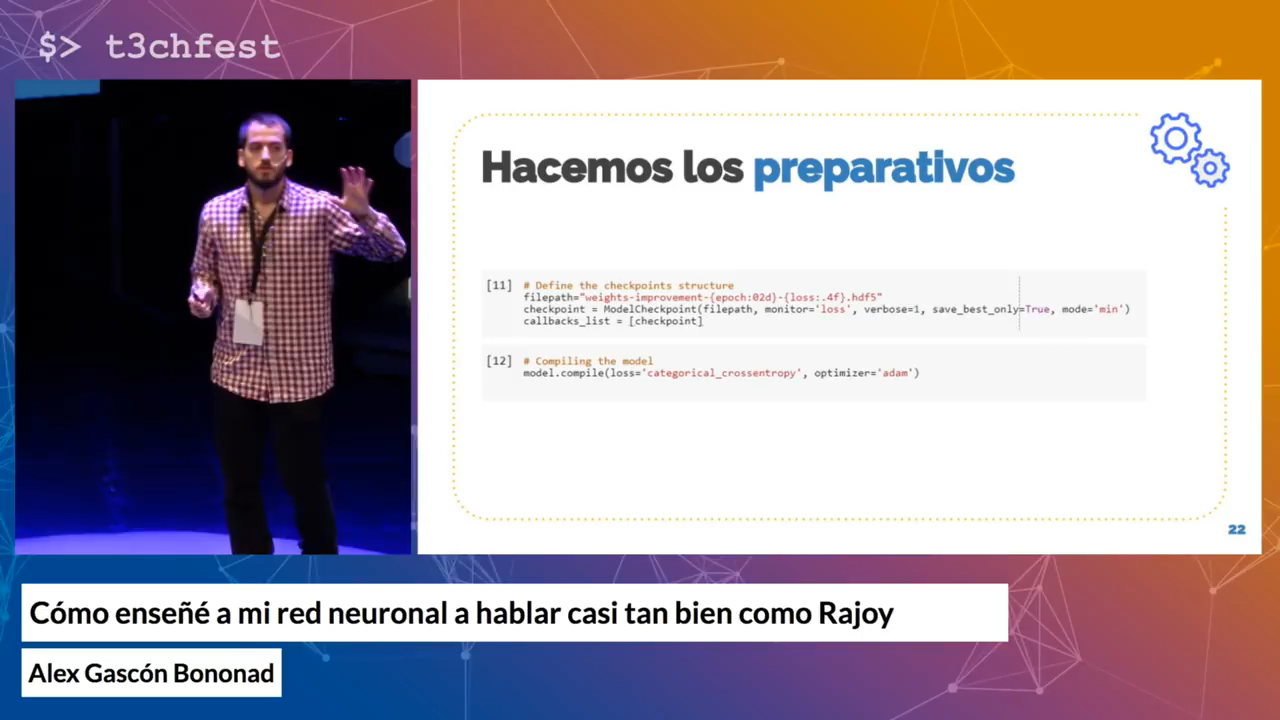 $> t3chfest
Hacemos los preparativos
[11] # Define the checkpoints structure
filepath="weights-improvement-{epoch:02d}-{loss:.4f}.hdf5"
checkpoint = ModelCheckpoint(filepath, monitor='loss', verbose=1, save_best_only=True, mode='min')
callbacks_list = [checkpoint]
[12] # Compiling the model
model.compile(loss='categorical_crossentropy', optimizer='adam')
22
Cómo enseñé a mi red neuronal a hablar casi tan bien como Rajoy
Alex Gascón Bononad